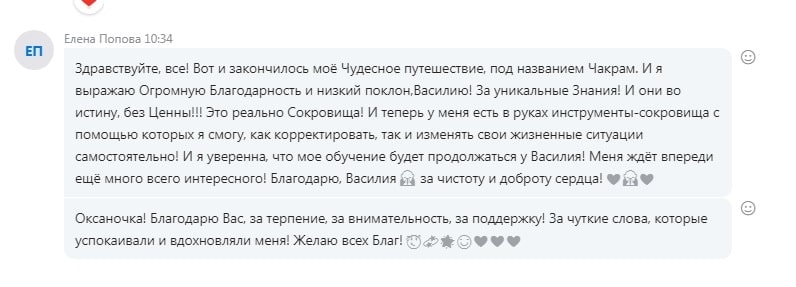 Елена Попова 10:34
ЕП
Здравствуйте, все! Вот и закончилось моё Чудесное путешествие, под названием Чакрам. И я
выражаю Огромную Благодарность и низкий поклон,Василию! За уникальные Знания! И они во
истину, без Ценны!!! Это реально Сокровища! И теперь у меня есть в руках инструменты-сокровища с
помощью которых я смогу, как корректировать, так и изменять свои жизненные ситуации
самостоятельно! И я уверенна, что мое обучение будет продолжаться у Василия! Меня ждёт впереди
ещё много всего интересного! Благодарю, Василия за чистоту и доброту сердца!
Оксаночка! Благодарю Вас, за терпение, за внимательность, за поддержку! За чуткие слова, которые
успокаивали и вдохновляли меня! Желаю всех Благ!